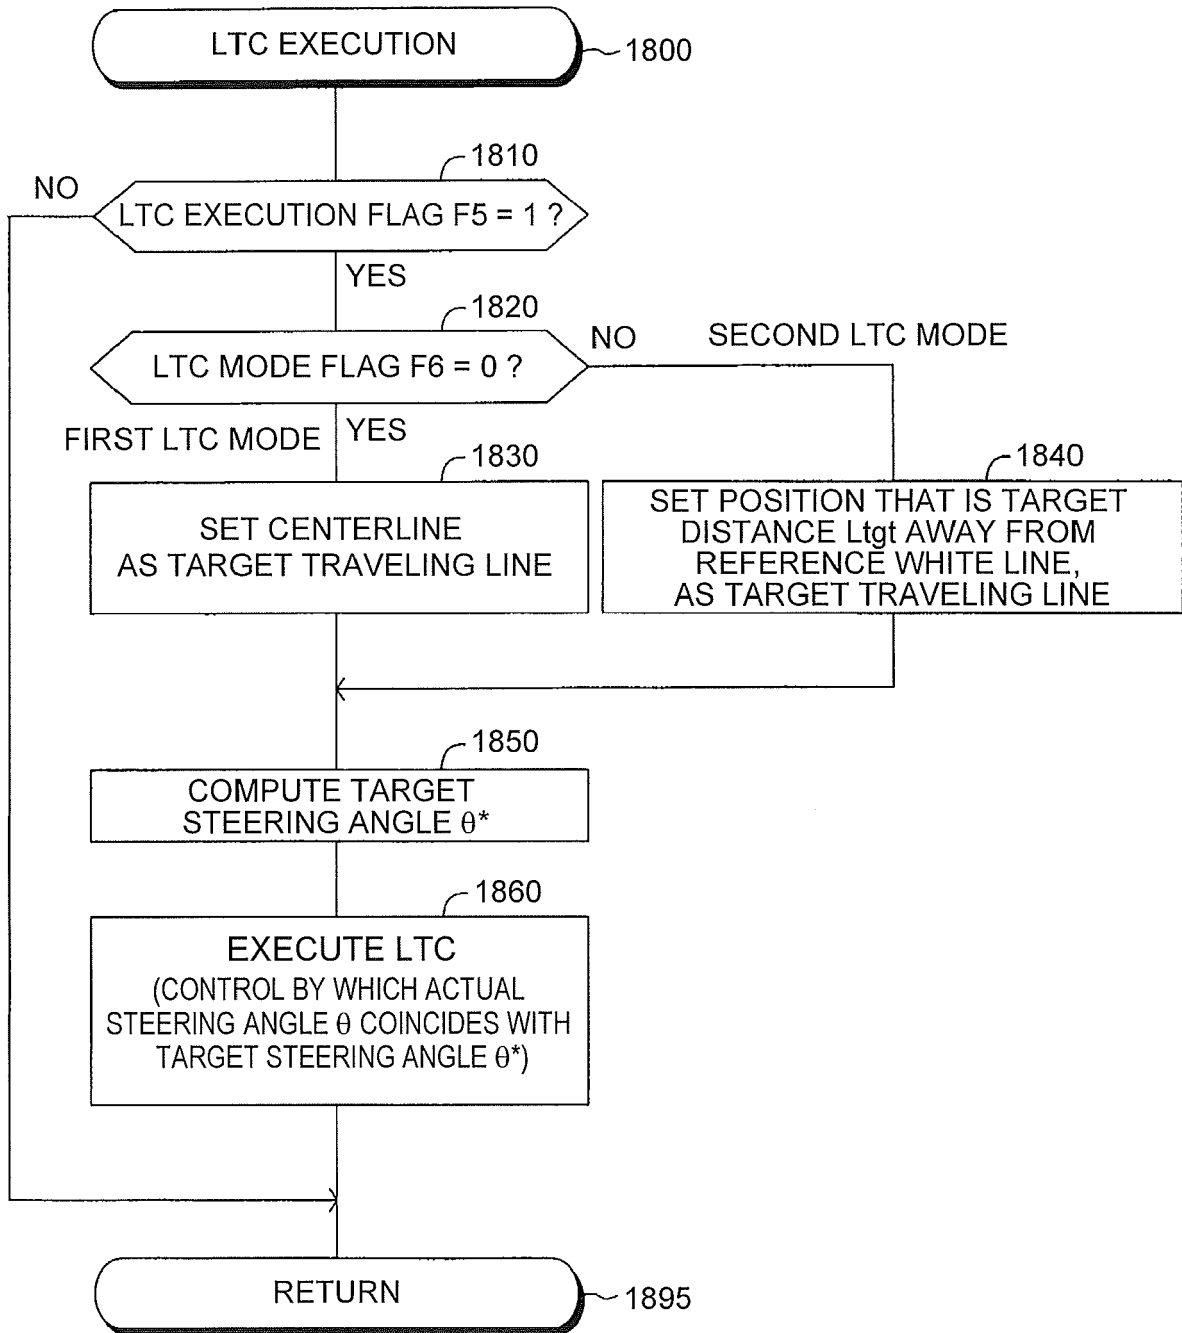 LTC EXECUTION
1800
1810
NO
LTC EXECUTION FLAG F5 = 1 ?
YES
1820
NO
SECOND LTC MODE
LTC MODE FLAG F6 = 0 ?
FIRST LTC MODE
YES
1830
1840
SET CENTERLINE
AS TARGET TRAVELING LINE
SET POSITION THAT IS TARGET
DISTANCE Ltgt AWAY FROM
REFERENCE WHITE LINE,
AS TARGET TRAVELING LINE
1850
COMPUTE TARGET
STEERING ANGLE θ*
1860
EXECUTE LTC
(CONTROL BY WHICH ACTUAL
STEERING ANGLE θ COINCIDES WITH
TARGET STEERING ANGLE θ*)
RETURN
1895